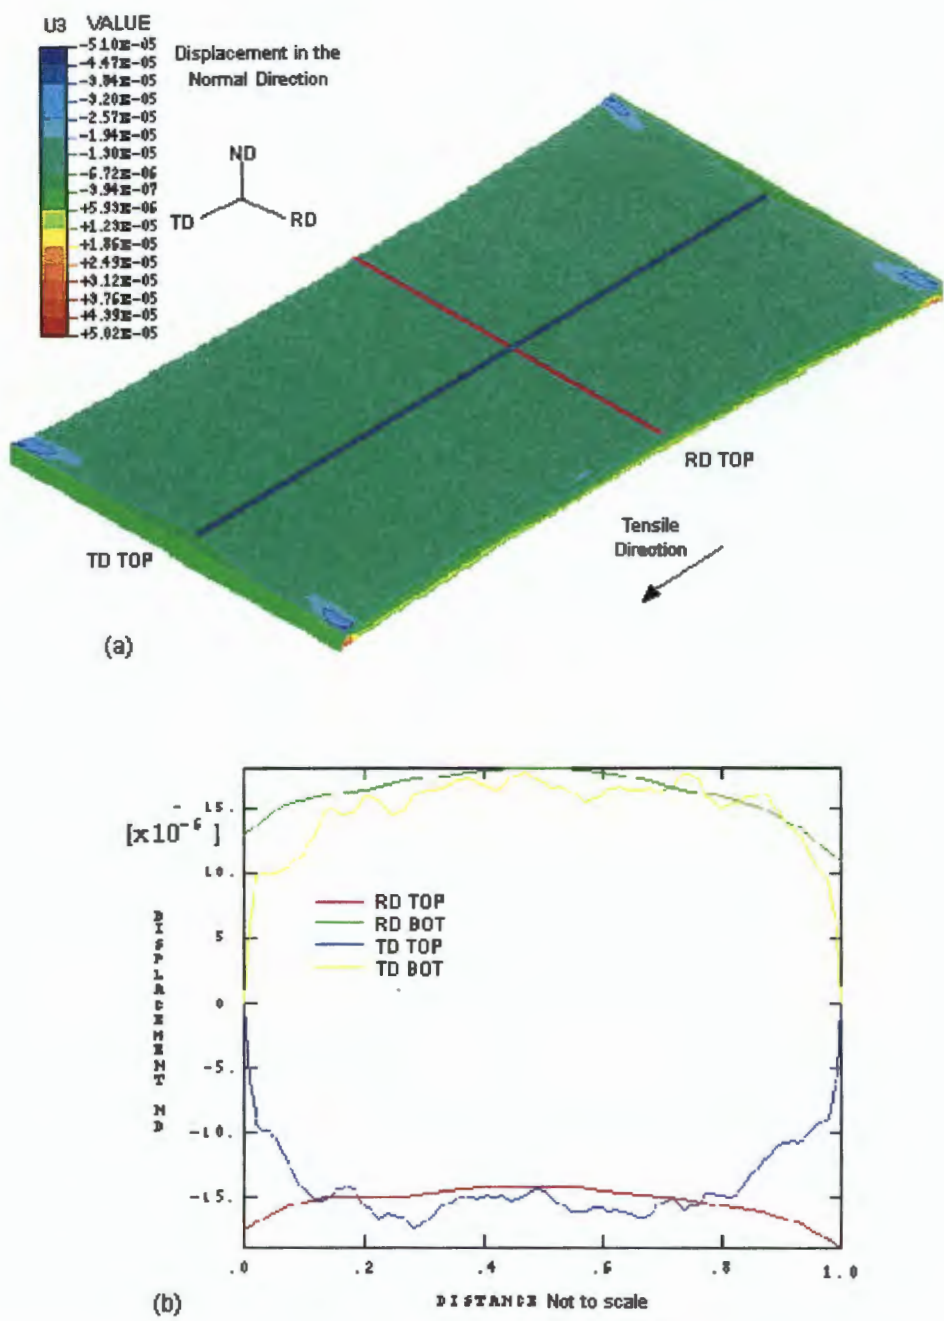 U3 VALUE
-5.10E-05
-4.47E-05
-3.84E-05
-3.20E-05
-2.57E-05
-1.94E-05
-1.30E-05
-6.72E-06
-3.94E-07
+5.93E-06
+1.23E-05
+1.86E-05
+2.49E-05
+3.12E-05
+3.76E-05
+4.39E-05
+5.02E-05
Displacement in the
Normal Direction
ND
TD
RD
RD TOP
Tensile
Direction
TD TOP
(a)
15.
[x10⁻⁶ ]
10.
5
0
-5.
-10.
-15.
DISPLACEMENT ND
RD TOP
RD BOT
TD TOP
TD BOT
.0 .2 .4 .6 .8 1.0
DISTANCE Not to scale
(b)